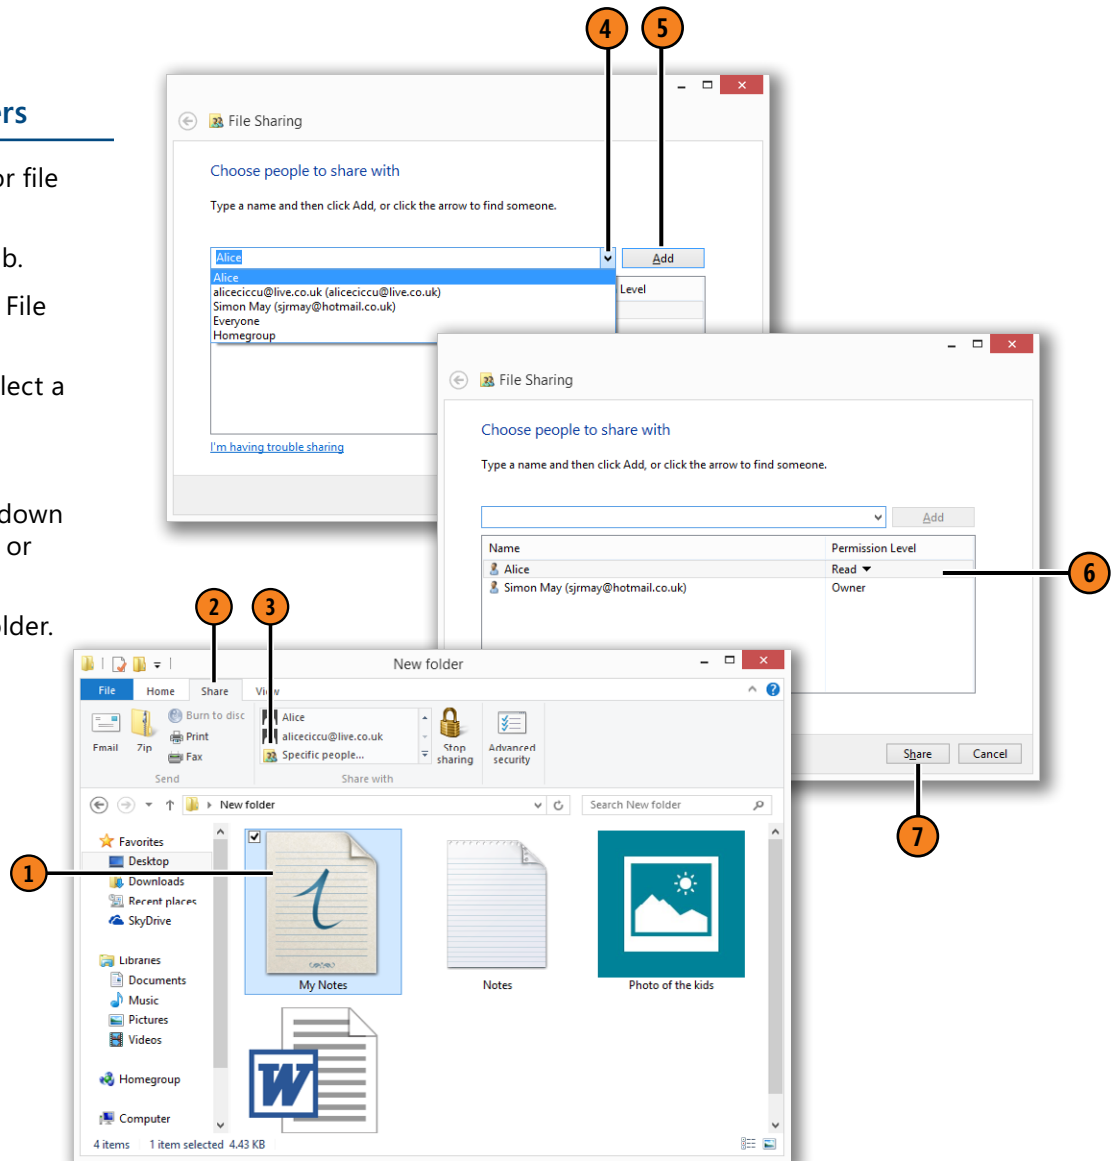 ers
or file
b.
File
lect a
down
or
older.
4
5
File Sharing
Choose people to share with
Type a name and then click Add, or click the arrow to find someone.
Alice
Add
Alice
aliceciccu@live.co.uk (aliceciccu@live.co.uk)
Simon May (sjrmay@hotmail.co.uk)
Everyone
Homegroup
Level
I'm having trouble sharing
File Sharing
Choose people to share with
Type a name and then click Add, or click the arrow to find someone.
Add
Name Permission Level
Alice Read
Simon May (sjrmay@hotmail.co.uk) Owner
6
Share Cancel
7
2
3
New folder
File Home Share View
Email
Zip
Burn to disc
Print
Fax
Send
Alice
aliceciccu@live.co.uk
Specific people...
Share with
Stop
sharing
Advanced
security
New folder
Search New folder
1
Favorites
Desktop
Downloads
Recent places
SkyDrive
Libraries
Documents
Music
Pictures
Videos
Homegroup
Computer
My Notes
Notes
Photo of the kids
W
4 items 1 item selected 4.43 KB